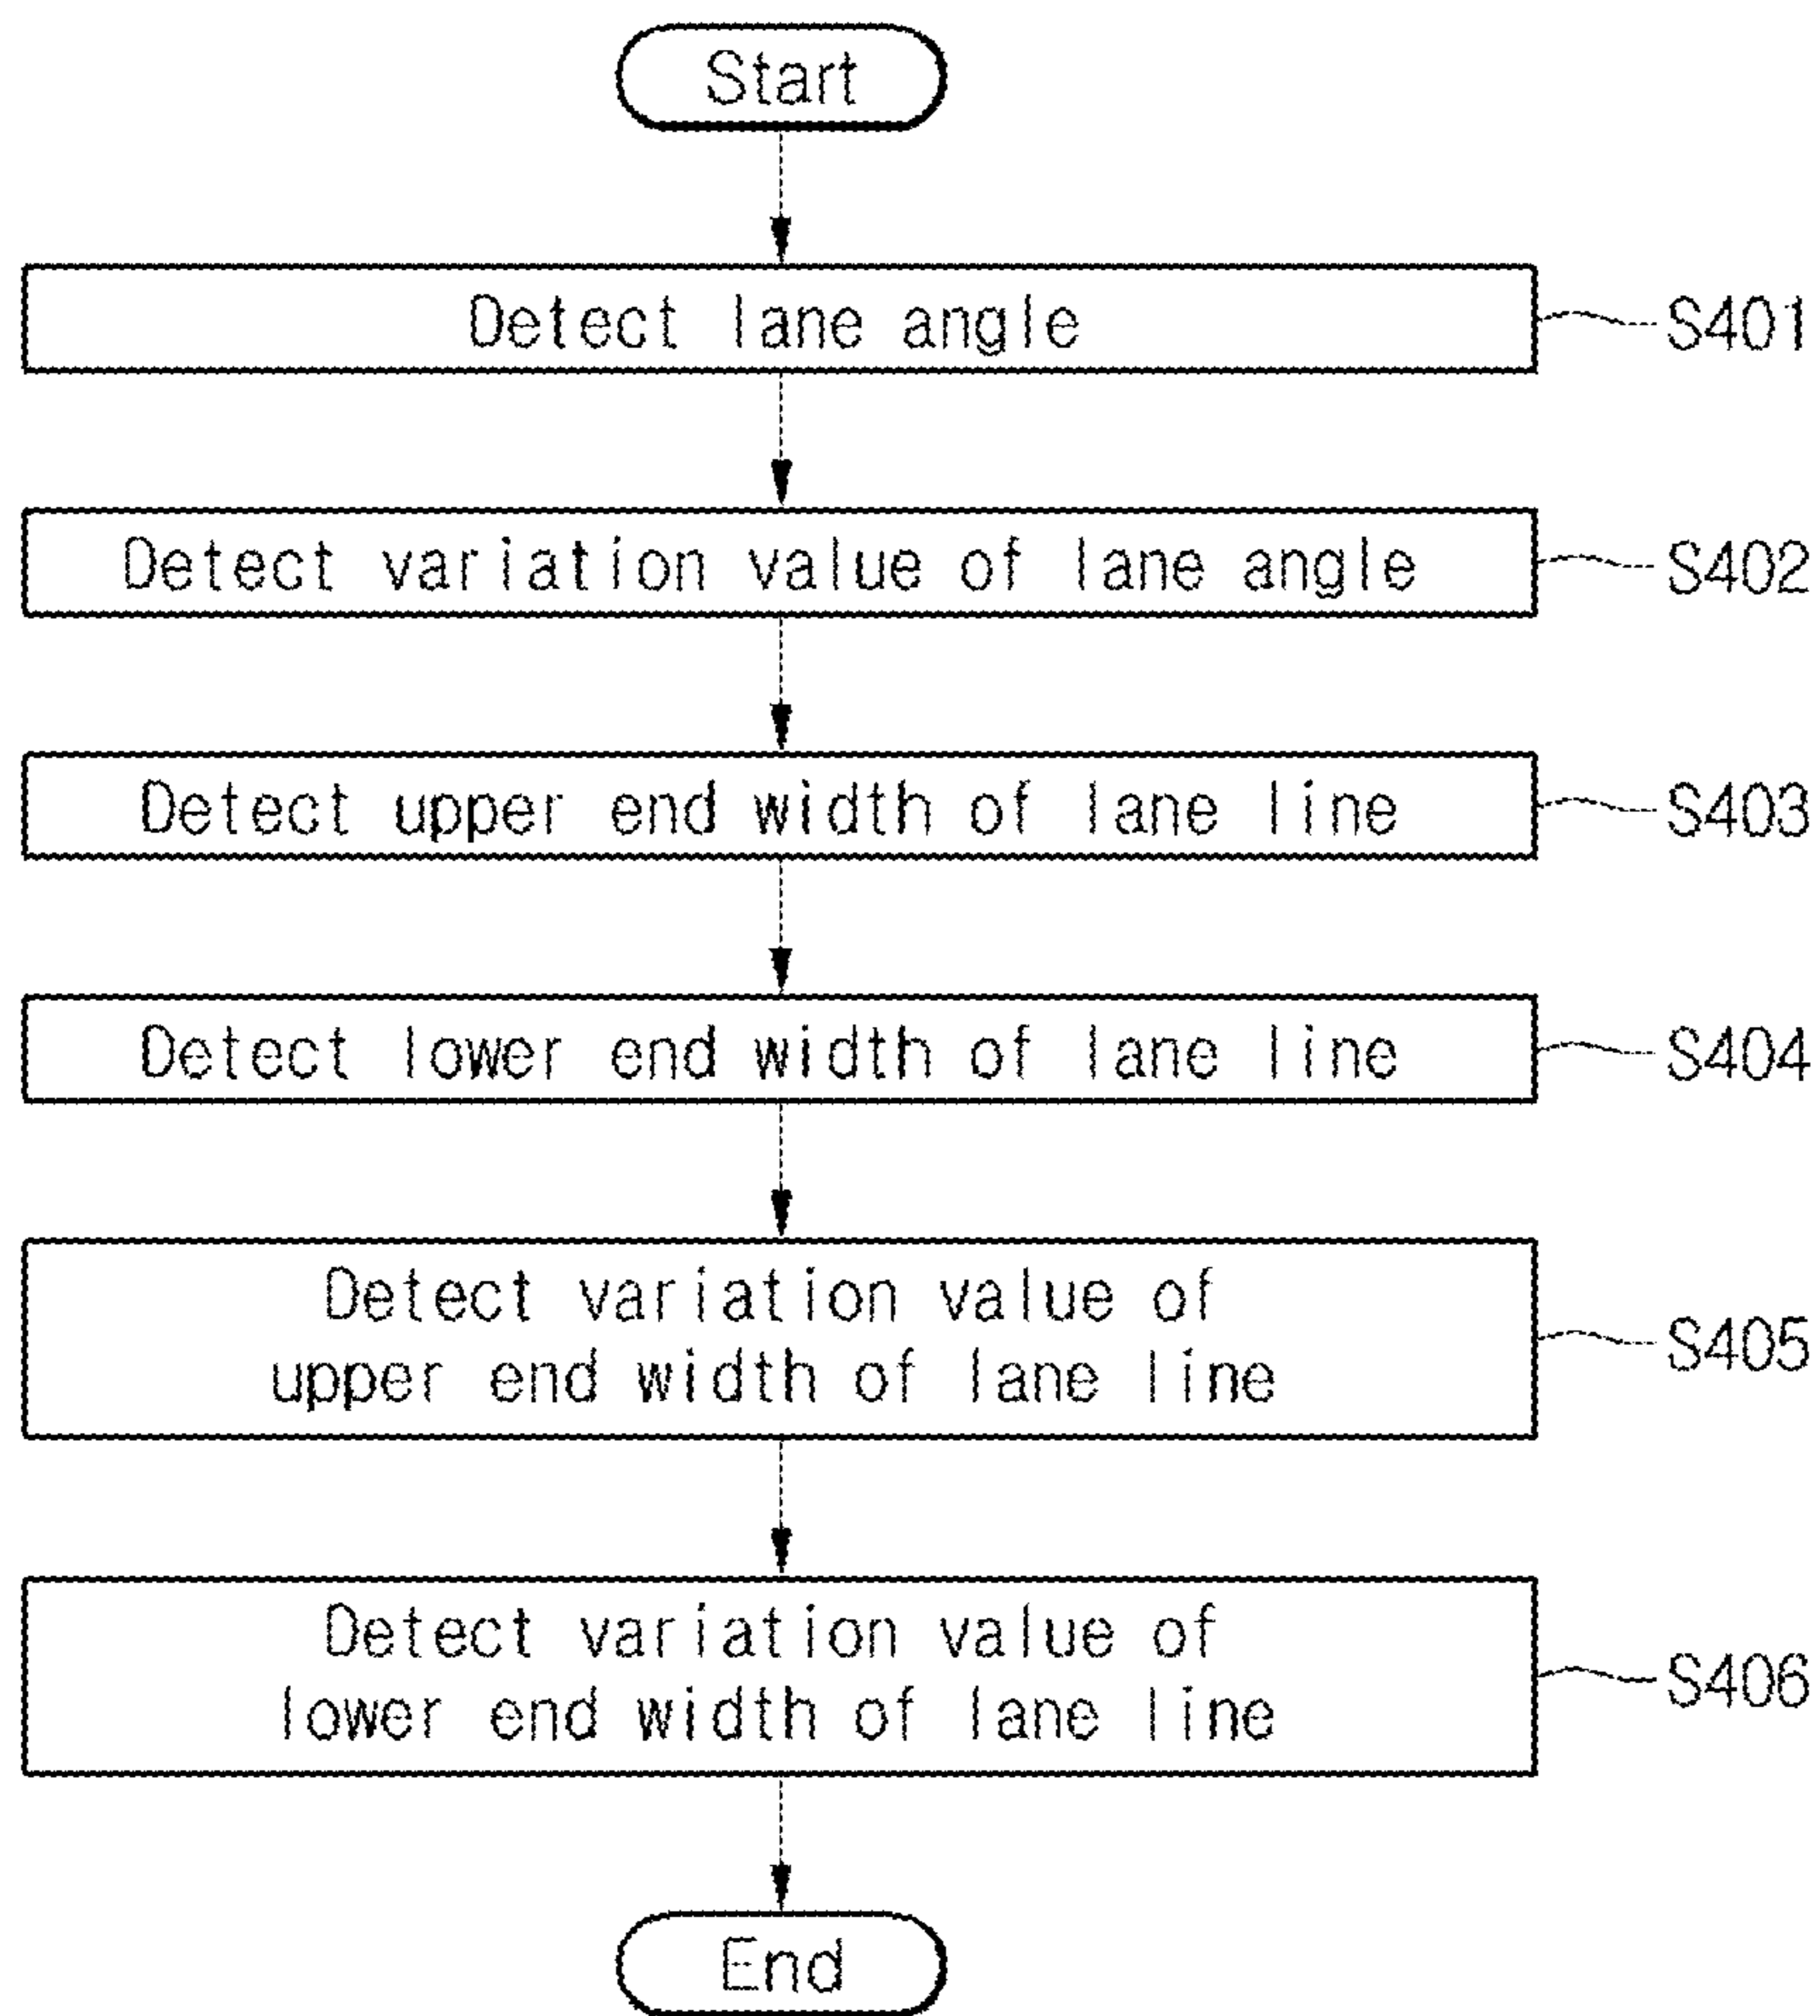 Start
Detect lane angle
S401
Detect variation value of lane angle
S402
Detect upper end width of lane line
S403
Detect lower end width of lane line
S404
Detect variation value of
upper end width of lane line
S405
Detect variation value of
lower end width of lane line
S406
End